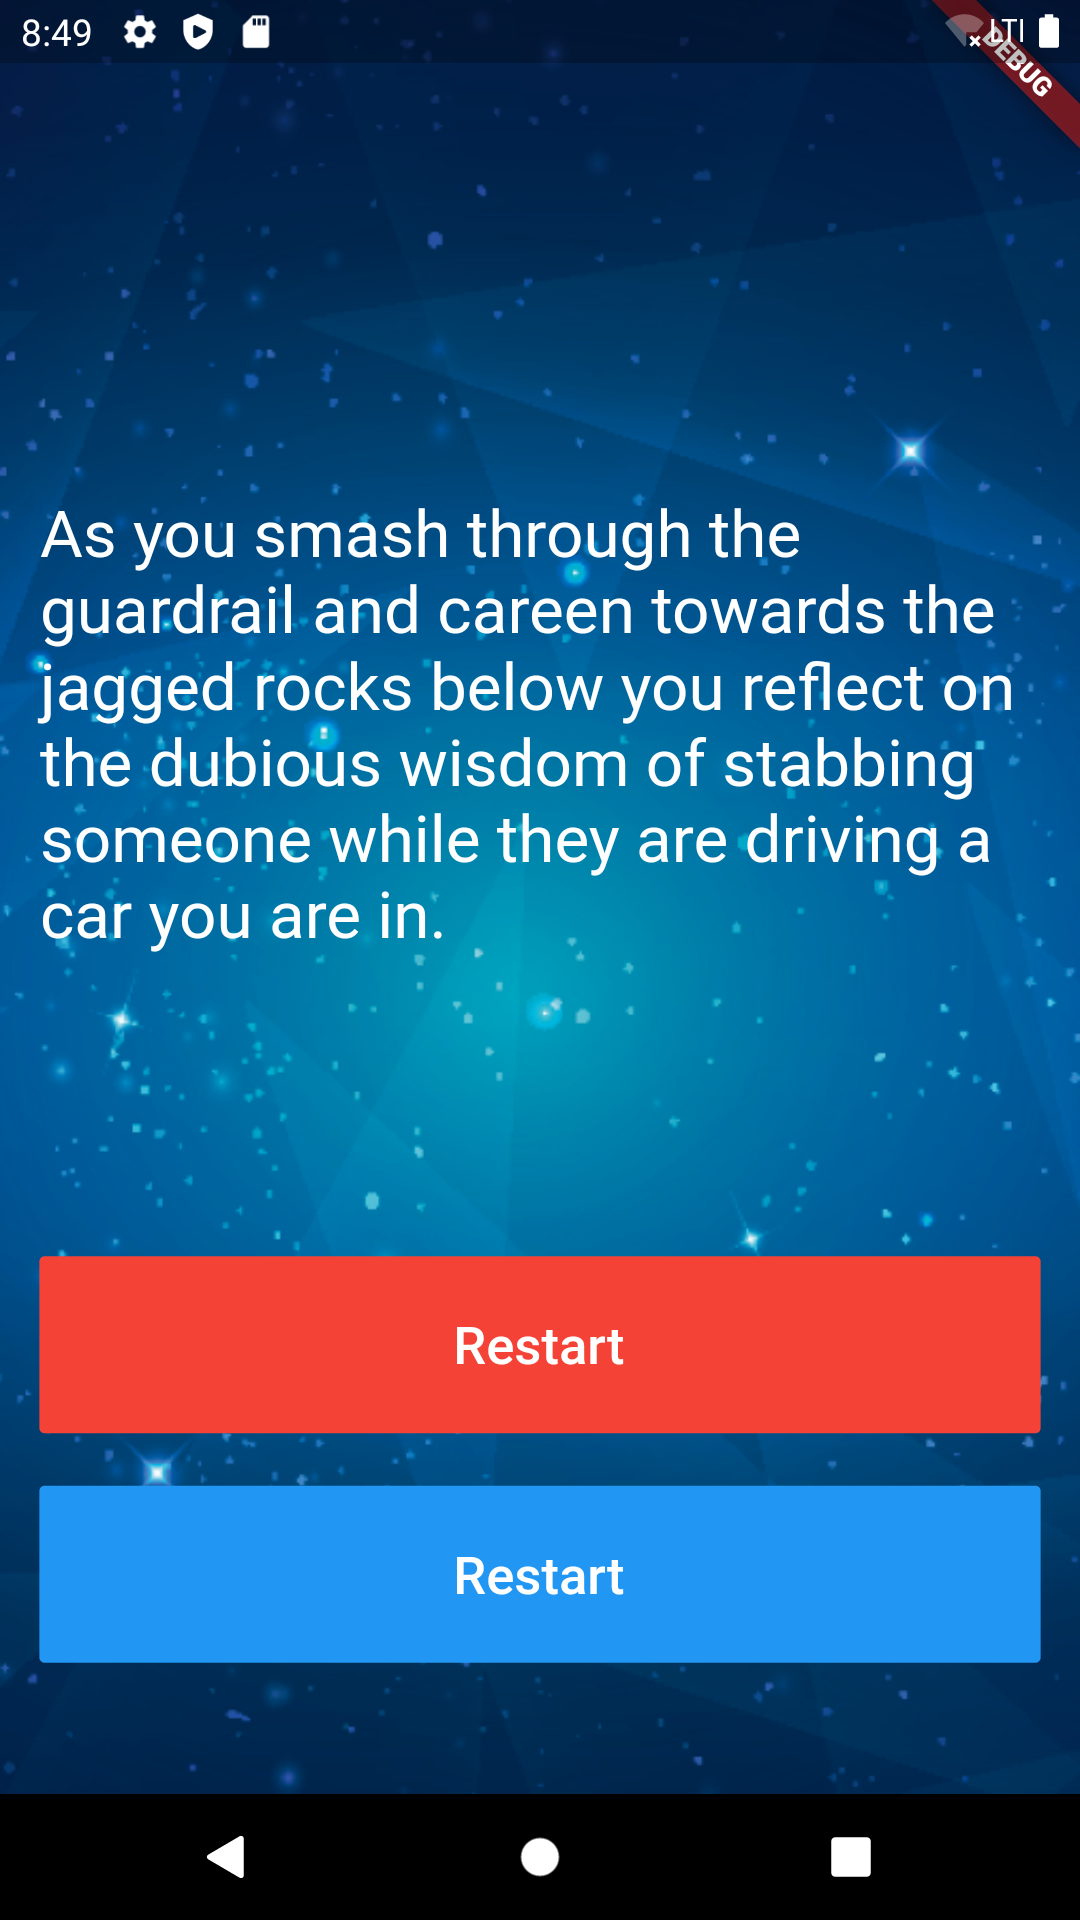 8:49
LTE
DEBUG
As you smash through the
guardrail and careen towards the
jagged rocks below you reflect on
the dubious wisdom of stabbing
someone while they are driving a
car you are in.
Restart
Restart